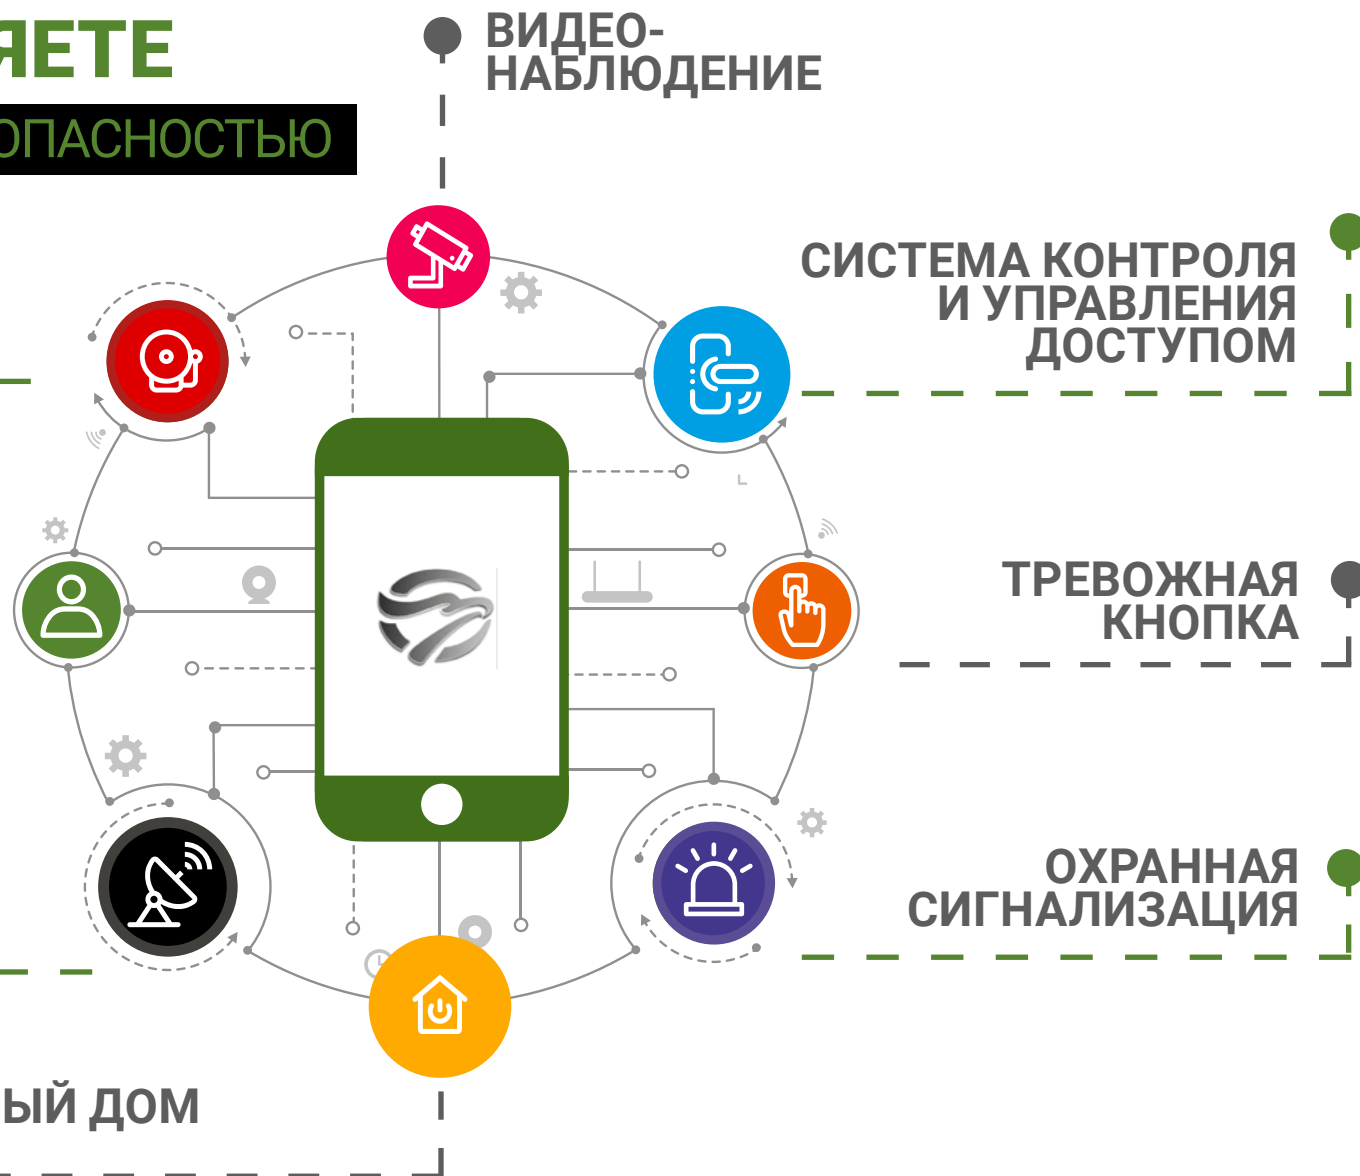 ЯЕТЕ
ОПАСНОСТЬЮ
ВИДЕО-
НАБЛЮДЕНИЕ
СИСТЕМА КОНТРОЛЯ
И УПРАВЛЕНИЯ
ДОСТУПОМ
ТРЕВОЖНАЯ
КНОПКА
ОХРАННАЯ
СИГНАЛИЗАЦИЯ
ЫЙ ДОМ